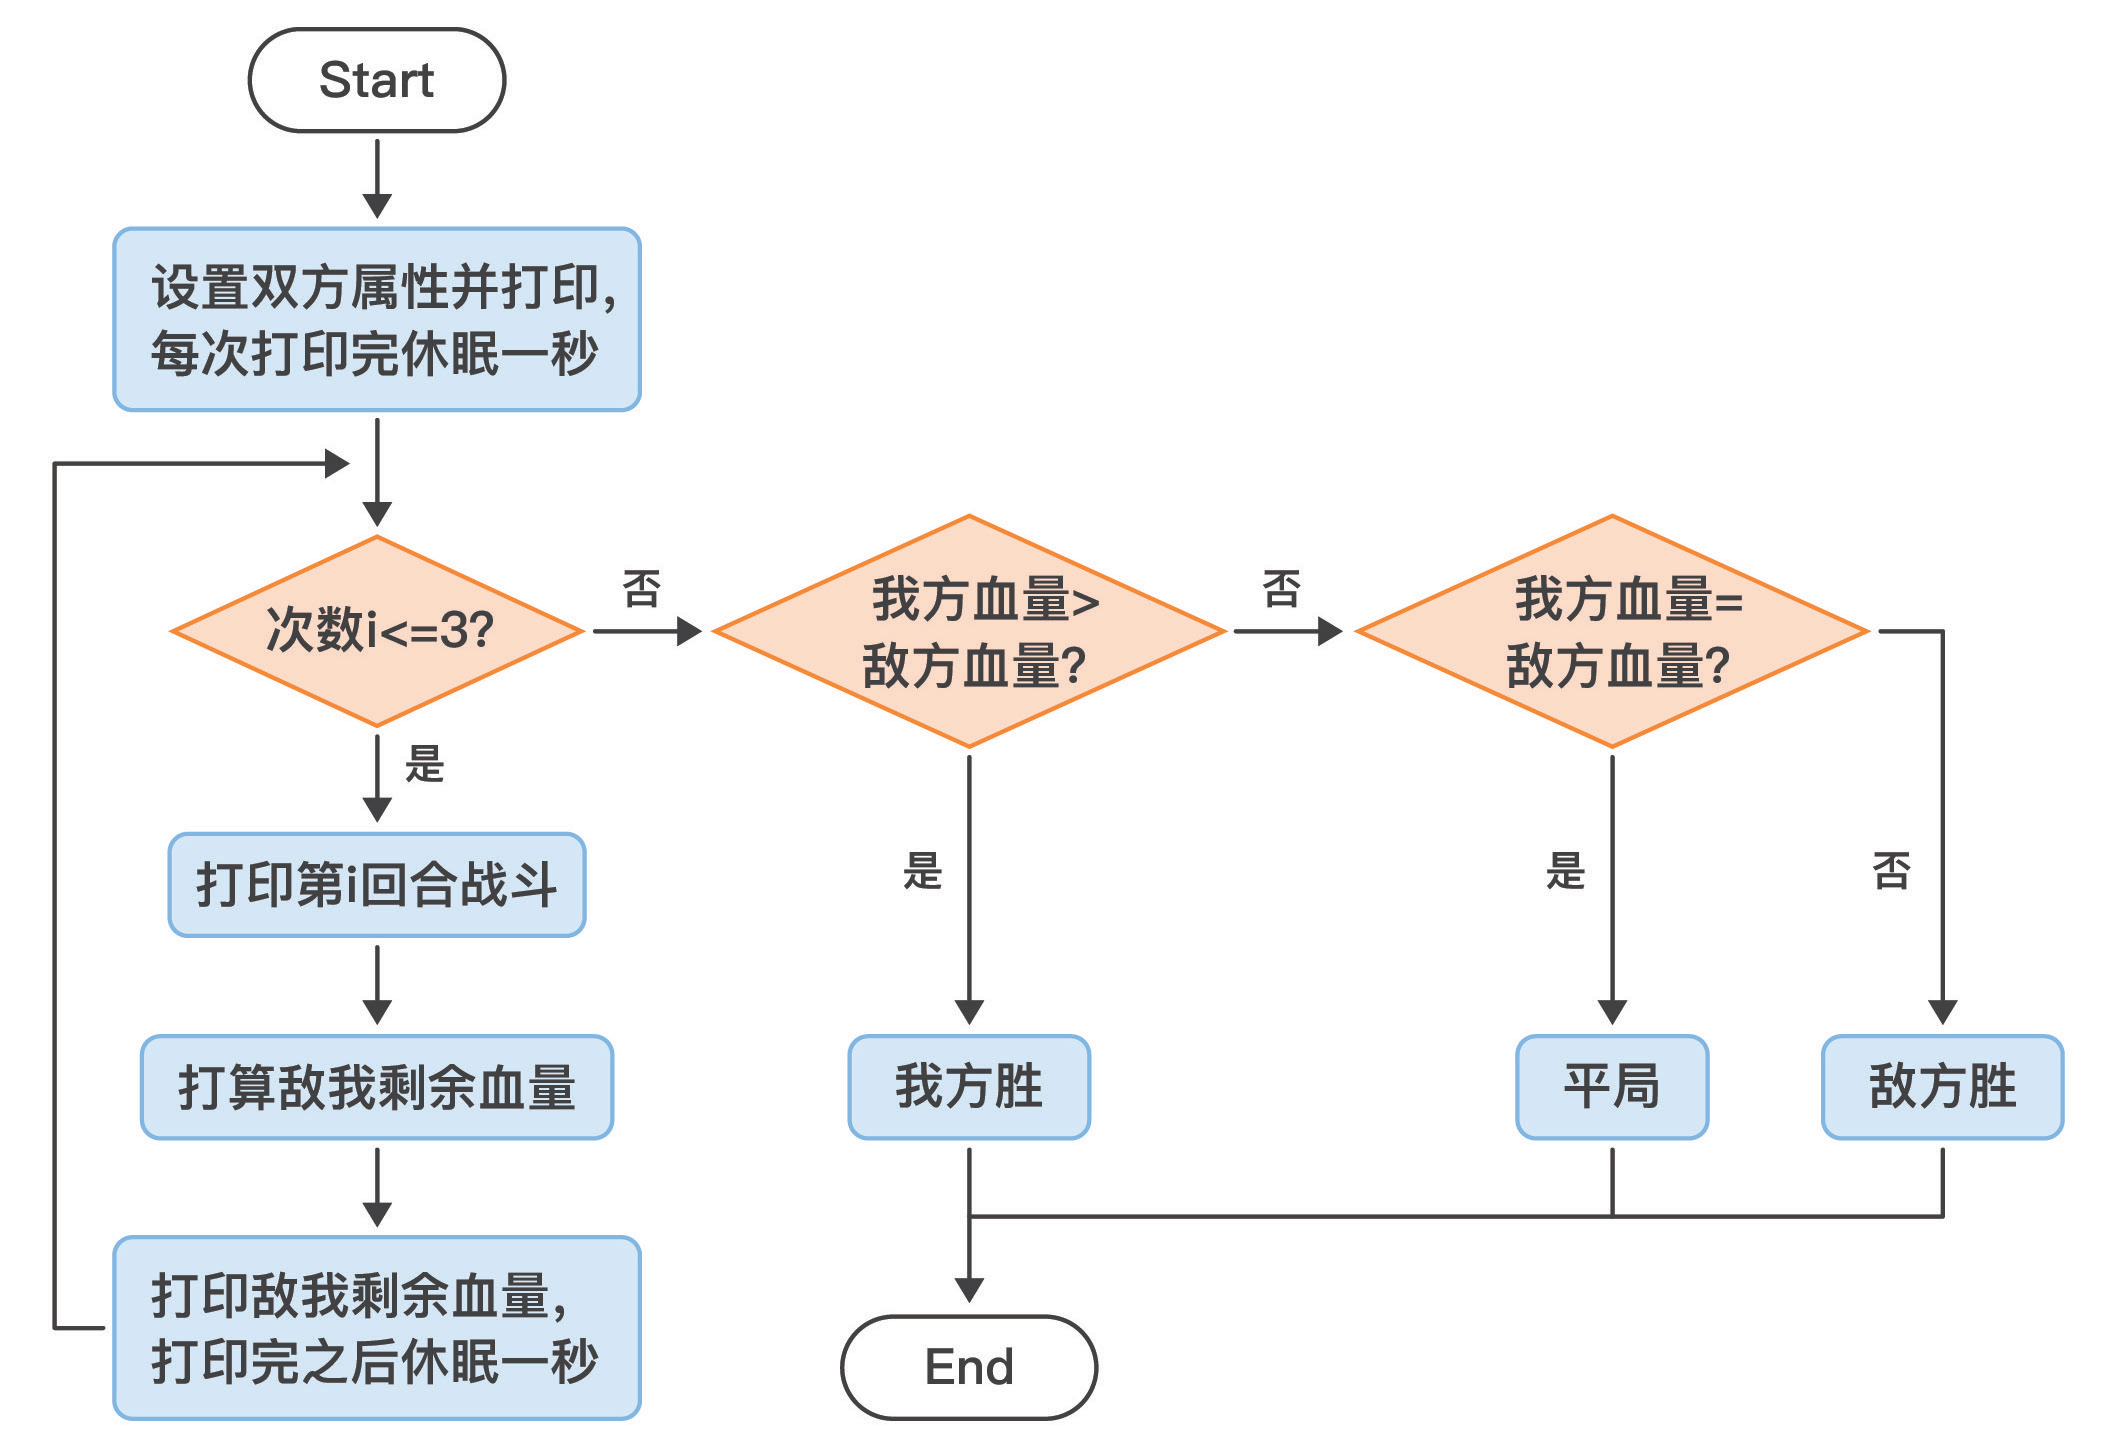 Start
设置双方属性并打印，
每次打印完休眠一秒
次数i<=3?
否
我方血量>
敌方血量?
否
我方血量=
敌方血量?
是
打印第i回合战斗
是
是
否
打算敌我剩余血量
我方胜
平局
敌方胜
打印敌我剩余血量，
打印完之后休眠一秒
End